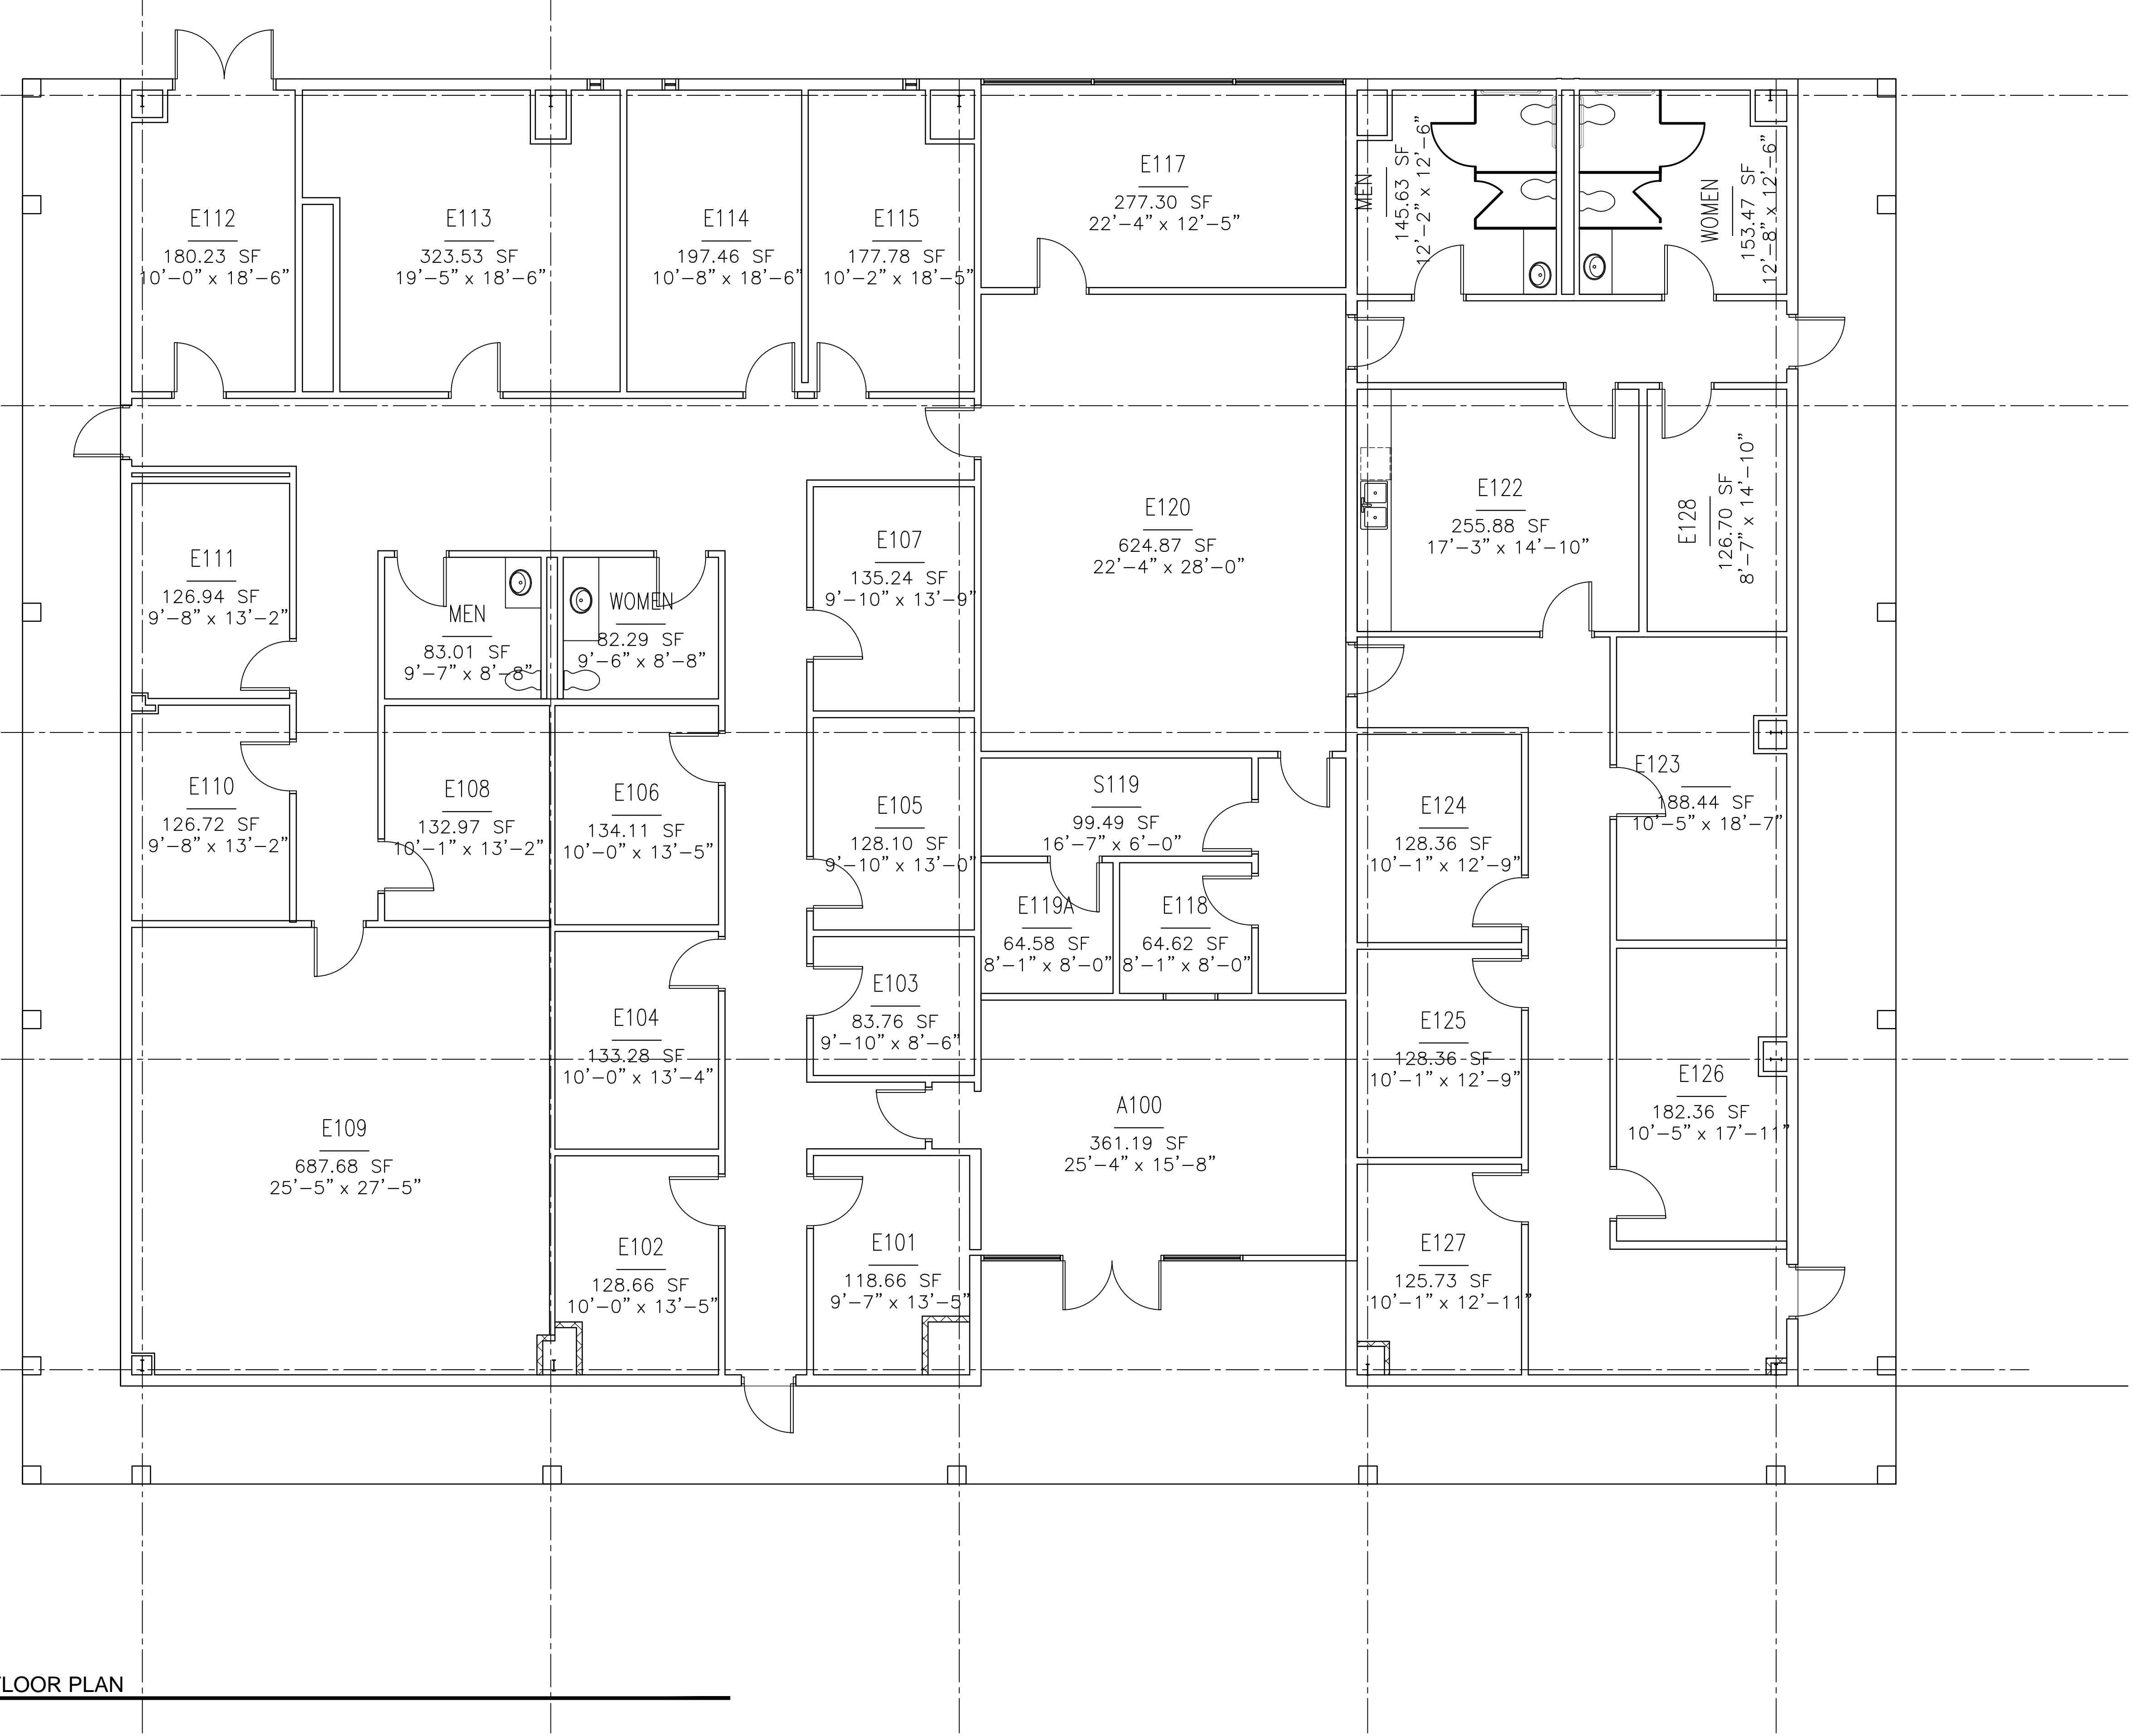 E112
180.23 SF
10'-0" x 18'-6"
E113
323.53 SF
19'-5" x 18'-6"
E114
197.46 SF
10'-8" x 18'-6"
E115
177.78 SF
10'-2" x 18'-5"
E117
277.30 SF
22'-4" x 12'-5"
MEN
145.63 SF
12'-2" x 12'-6"
WOMEN
153.47 SF
12'-8" x 12'-6"
E111
126.94 SF
9'-8" x 13'-2"
MEN
83.01 SF
9'-7" x 8'-8"
WOMEN
82.29 SF
9'-6" x 8'-8"
E107
135.24 SF
9'-10" x 13'-9"
E120
624.87 SF
22'-4" x 28'-0"
E122
255.88 SF
17'-3" x 14'-10"
E128
126.70 SF
8'-7" x 14'-10"
E110
126.72 SF
9'-8" x 13'-2"
E108
132.97 SF
10'-1" x 13'-2"
E106
134.11 SF
10'-0" x 13'-5"
E105
128.10 SF
9'-10" x 13'-0"
S119
99.49 SF
16'-7" x 6'-0"
E124
128.36 SF
10'-1" x 12'-9"
E123
188.44 SF
10'-5" x 18'-7"
E119A
64.58 SF
8'-1" x 8'-0"
E118
64.62 SF
8'-1" x 8'-0"
E104
133.28 SF
10'-0" x 13'-4"
E103
83.76 SF
9'-10" x 8'-6"
E125
128.36 SF
10'-1" x 12'-9"
E126
182.36 SF
10'-5" x 17'-11"
E109
687.68 SF
25'-5" x 27'-5"
A100
361.19 SF
25'-4" x 15'-8"
E102
128.66 SF
10'-0" x 13'-5"
E101
118.66 SF
9'-7" x 13'-5"
E127
125.73 SF
10'-1" x 12'-11"
LOOR PLAN